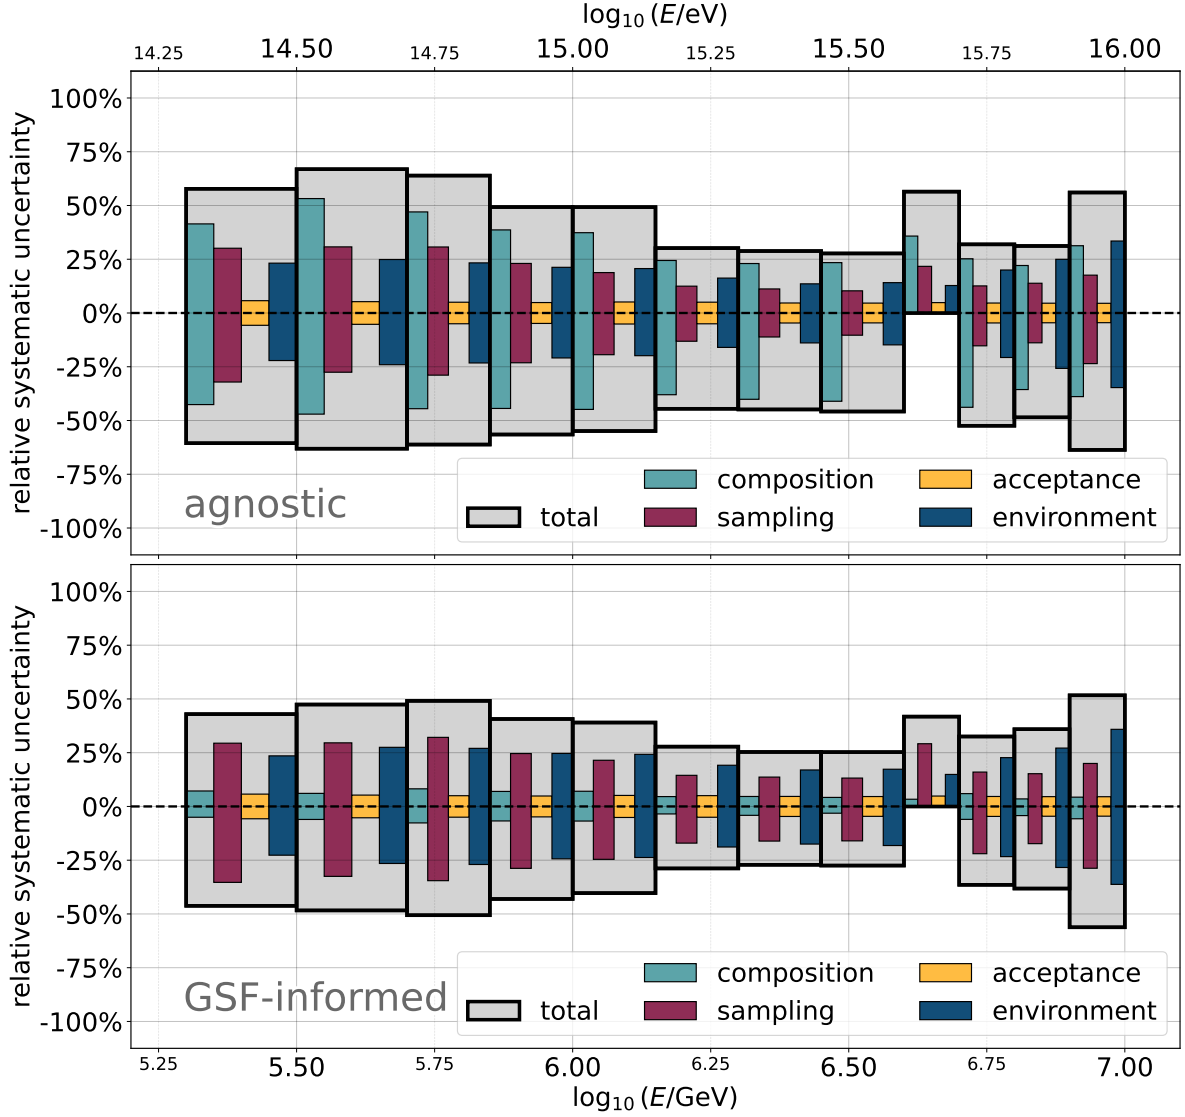 log₁₀ (E/eV)
14.25 14.50 14.75 15.00 15.25 15.50 15.75 16.00
relative systematic uncertainty
100%
75%
50%
25%
0%
-25%
-50%
-75%
-100%
agnostic
total
composition
sampling
acceptance
environment
relative systematic uncertainty
100%
75%
50%
25%
0%
-25%
-50%
-75%
-100%
GSF-informed
total
composition
sampling
acceptance
environment
5.25 5.50 5.75 6.00 6.25 6.50 6.75 7.00
log₁₀ (E/GeV)